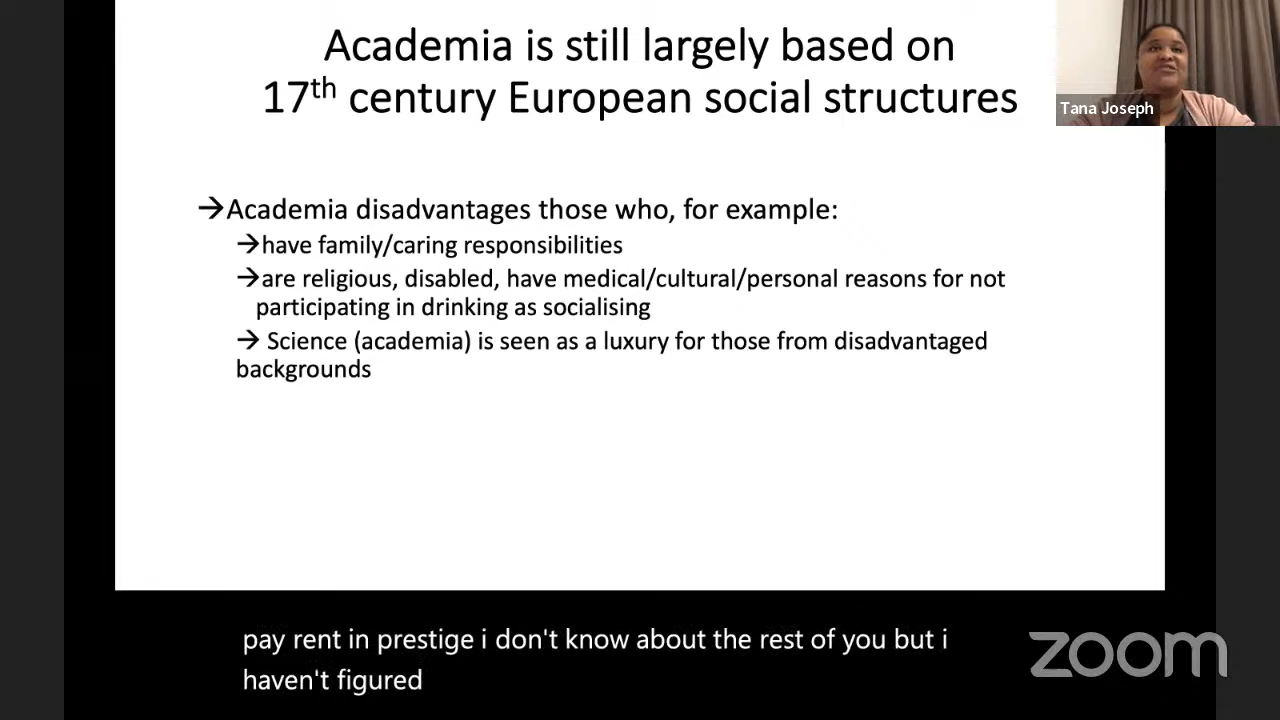 Academia is still largely based on
17th century European social structures
Tana Joseph
→Academia disadvantages those who, for example:
→have family/caring responsibilities
→are religious, disabled, have medical/cultural/personal reasons for not
participating in drinking as socialising
→ Science (academia) is seen as a luxury for those from disadvantaged
backgrounds
pay rent in prestige i don't know about the rest of you but i
haven't figured
zoom